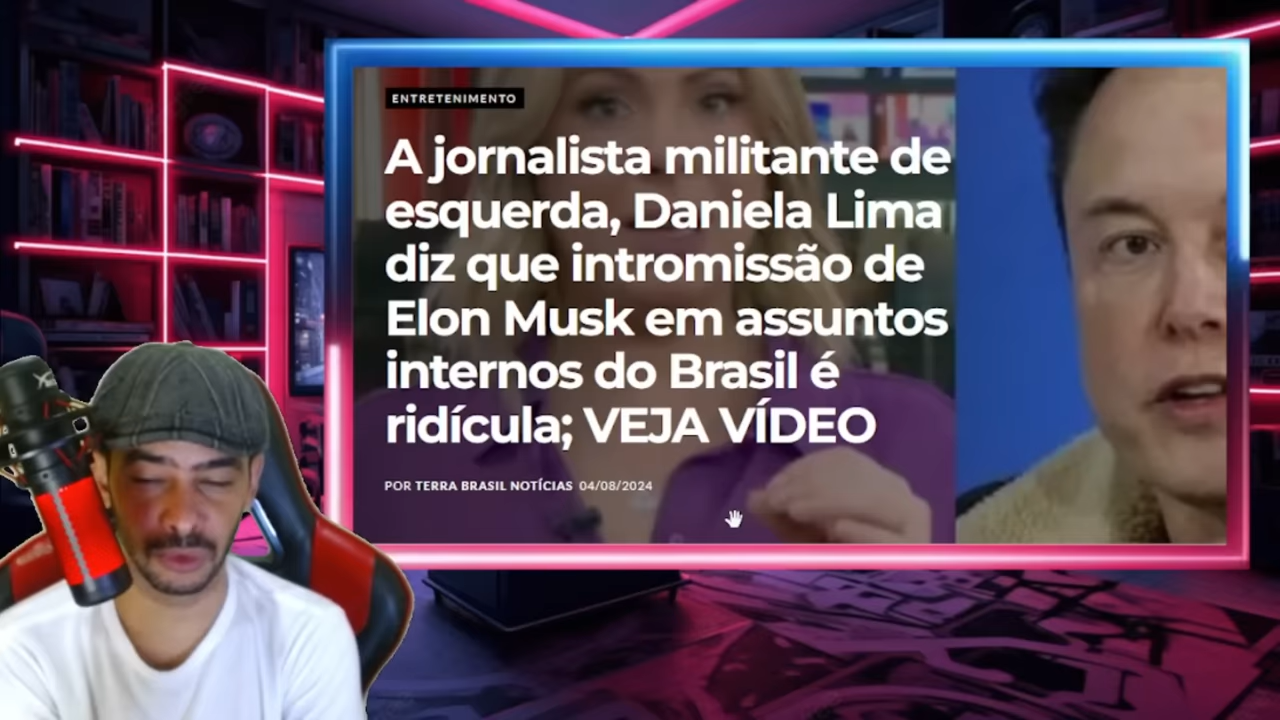 ENTRETENIMENTO
A jornalista militante de
esquerda, Daniela Lima
diz que intromissão de
Elon Musk em assuntos
internos do Brasil é
ridícula; VEJA VÍDEO
POR TERRA BRASIL NOTÍCIAS 04/08/2024